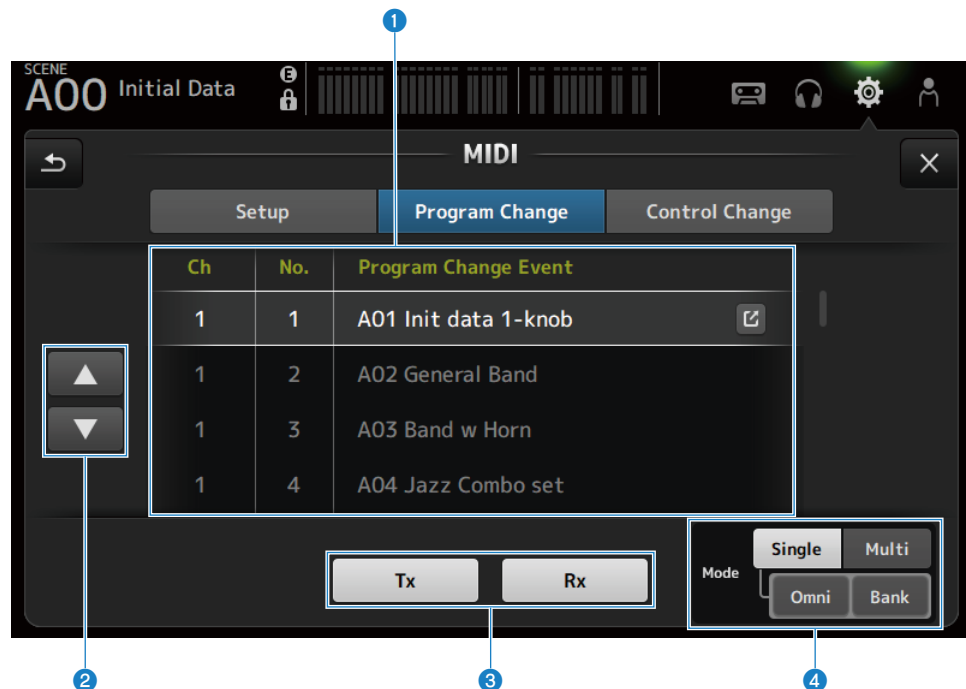 1
SCENE
A00 Initial Data
E
MIDI
Setup Program Change Control Change
Ch No. Program Change Event
1 1 A01 Init data 1-knob
1 2 A02 General Band
1 3 A03 Band w Horn
1 4 A04 Jazz Combo set
Mode Single Multi
Omni Bank
Tx Rx
2 3 4